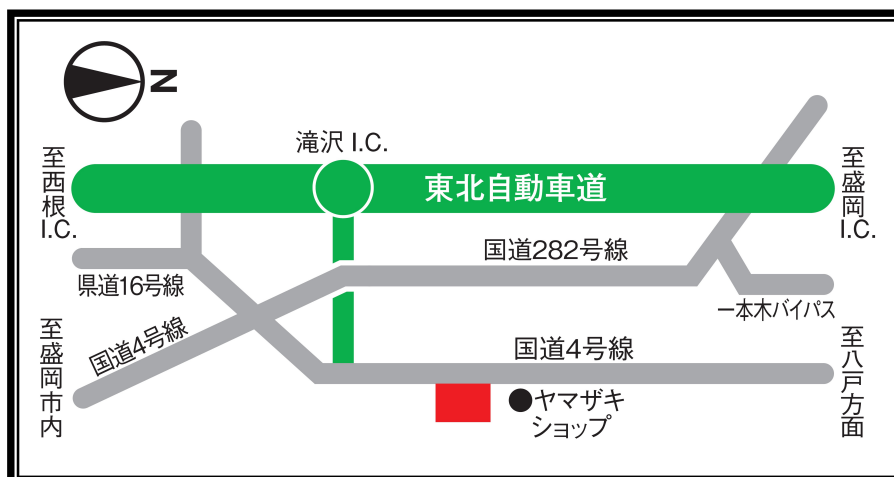 N
滝沢 I.C.
至西根I.C.
東北自動車道
至盛岡I.C.
国道282号線
県道16号線
一本木バイパス
至盛岡市内
国道4号線
国道4号線
至八戸方面
●ヤマザキ
ショップ